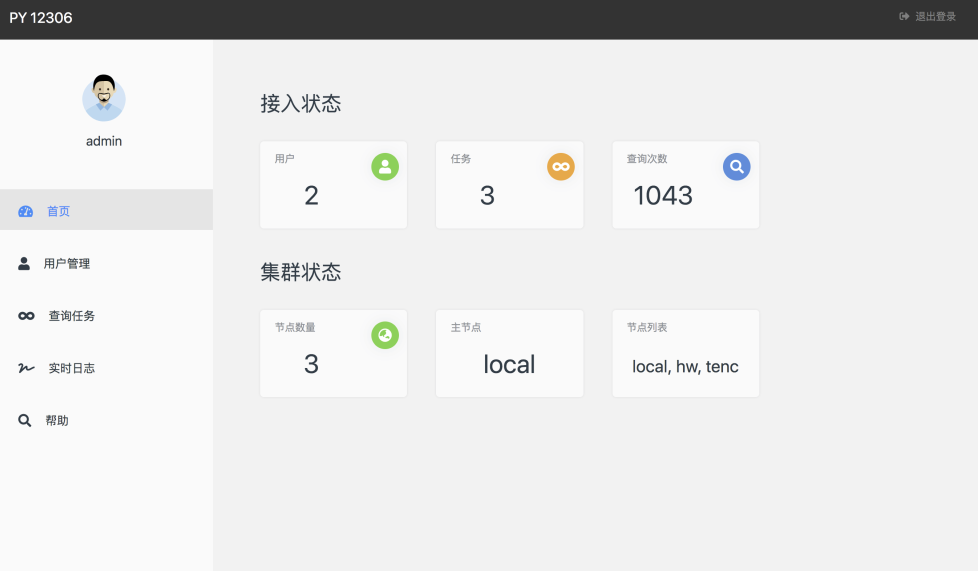 PY 12306
退出登录
admin
首页
用户管理
查询任务
实时日志
帮助
接入状态
用户
2
任务
3
查询次数
1043
集群状态
节点数量
3
主节点
local
节点列表
local, hw, tenc